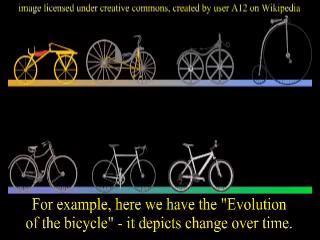 image licensed under creative commons, created by user A12 on Wikipedia
For example, here we have the "Evolution
of the bicycle" - it depicts change over time.